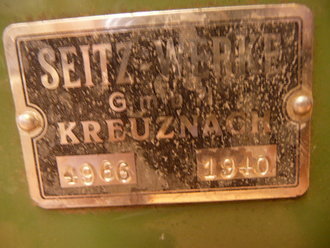 SEITZ-WERKE
GmbH
KREUZNACH
4966 1940